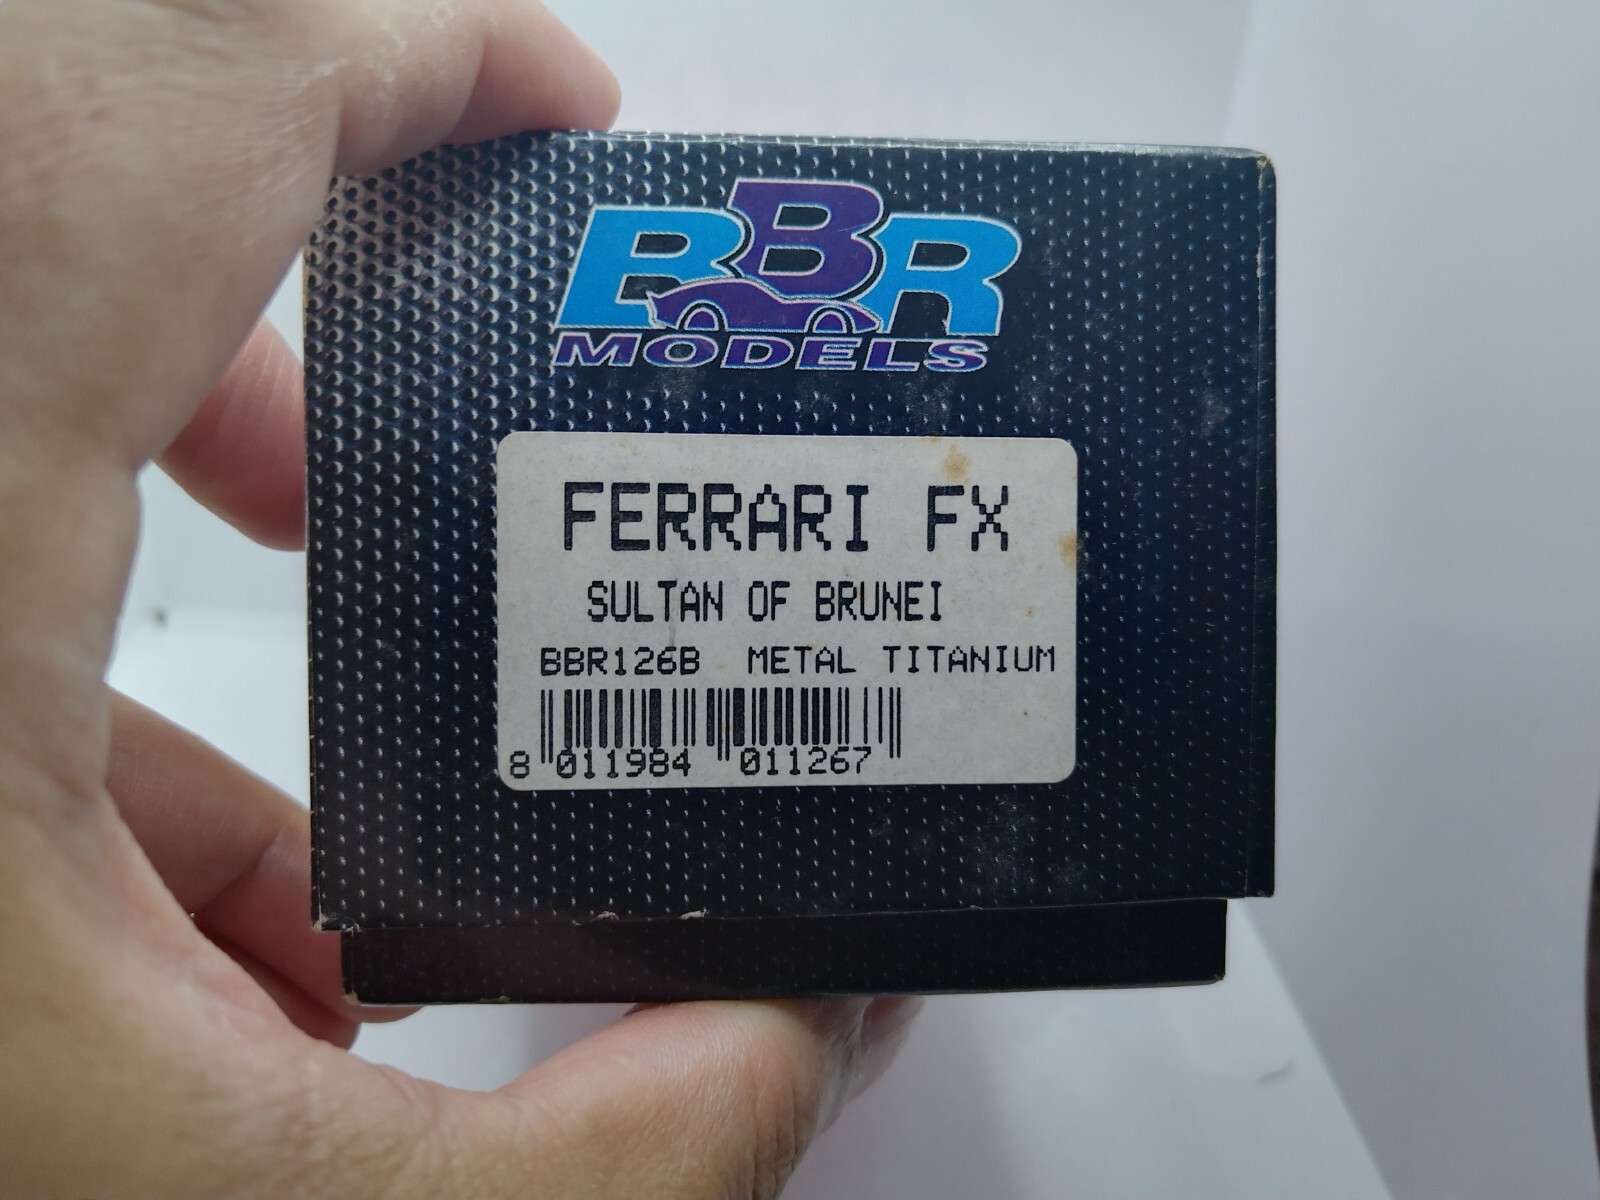 BBR
MODELS
FERRARI FX
SULTAN OF BRUNEI
BBR126B METAL TITANIUM
8 011984 011267